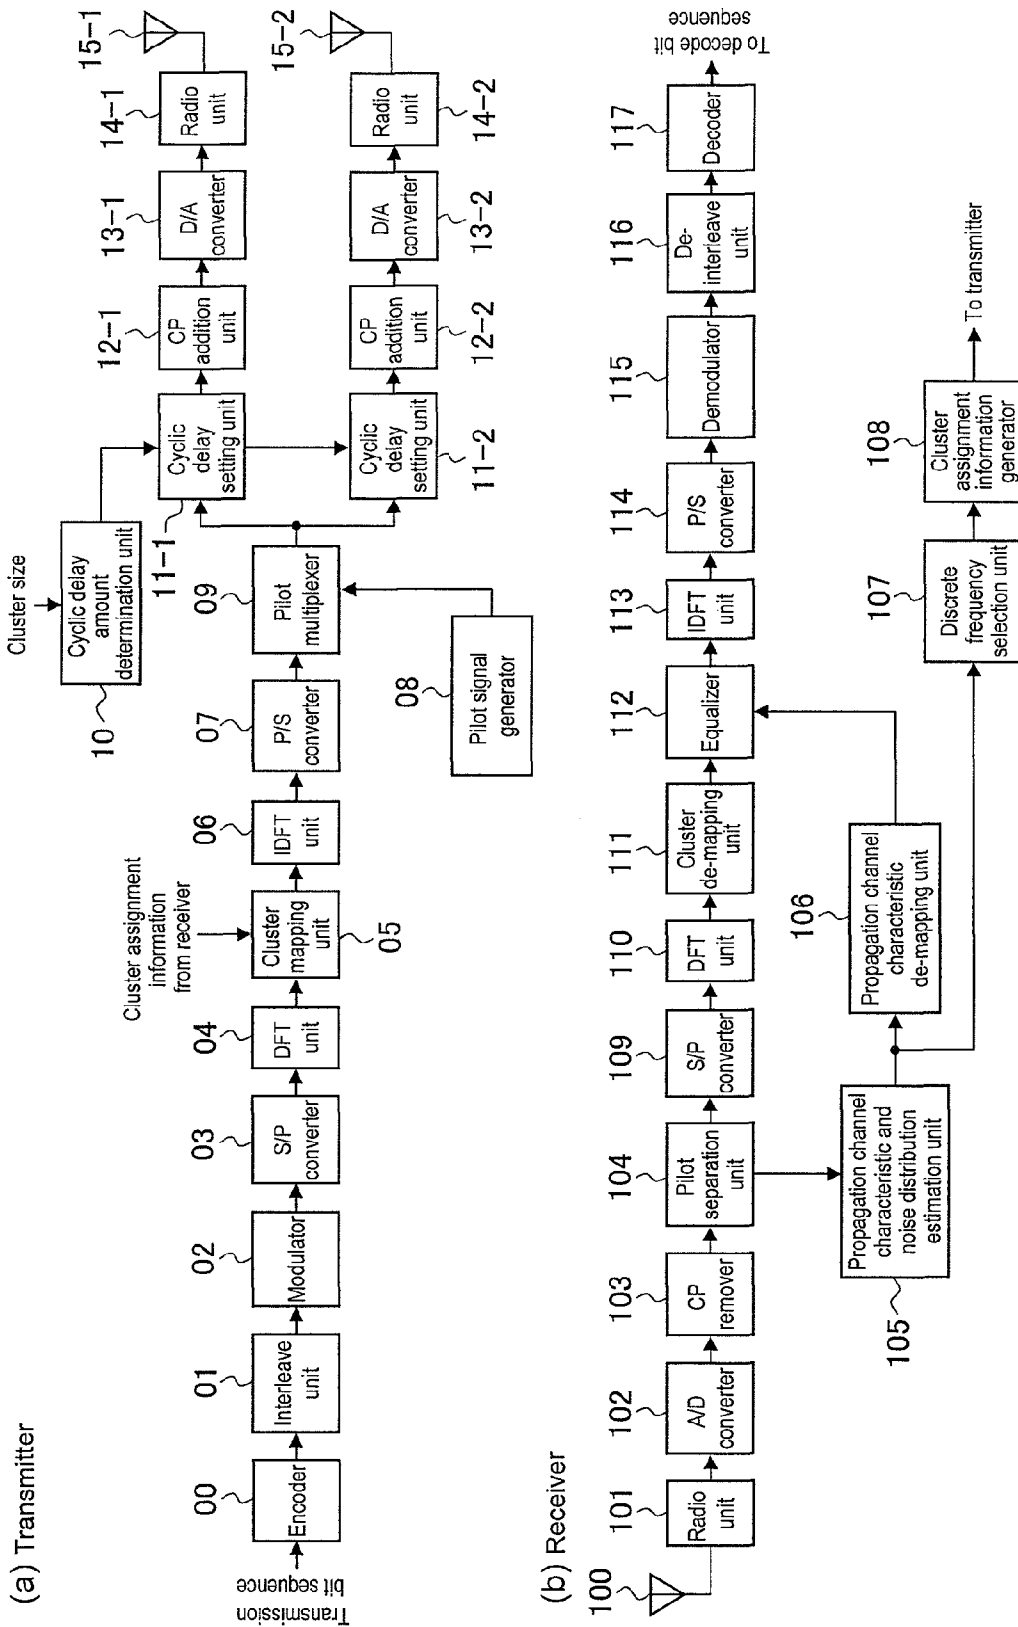 (a) Transmitter
Transmission
bit sequence
00
Encoder
01
Interleave
unit
02
Modulator
03
S/P
converter
04
DFT
unit
Cluster assignment
information
from receiver
05
Cluster
mapping
unit
06
IDFT
unit
07
P/S
converter
08
Pilot signal
generator
09
Pilot
multiplexer
Cluster size
10
Cyclic delay
amount
determination unit
11-1
Cyclic
delay
setting unit
12-1
CP
addition
unit
13-1
D/A
converter
14-1
Radio
unit
15-1
11-2
Cyclic
delay
setting unit
12-2
CP
addition
unit
13-2
D/A
converter
14-2
Radio
unit
15-2
(b) Receiver
100
101
Radio
unit
102
A/D
converter
103
CP
remover
104
Pilot
separation
unit
105
Propagation channel
characteristic and
noise distribution
estimation unit
106
Propagation channel
characteristic
de-mapping unit
107
Discrete
frequency
selection unit
108
Cluster
assignment
information
generator
To transmitter
109
S/P
converter
110
DFT
unit
111
Cluster
de-mapping
unit
112
Equalizer
113
IDFT
unit
114
P/S
converter
115
Demodulator
116
De-
interleave
unit
117
Decoder
To decode bit
sequence